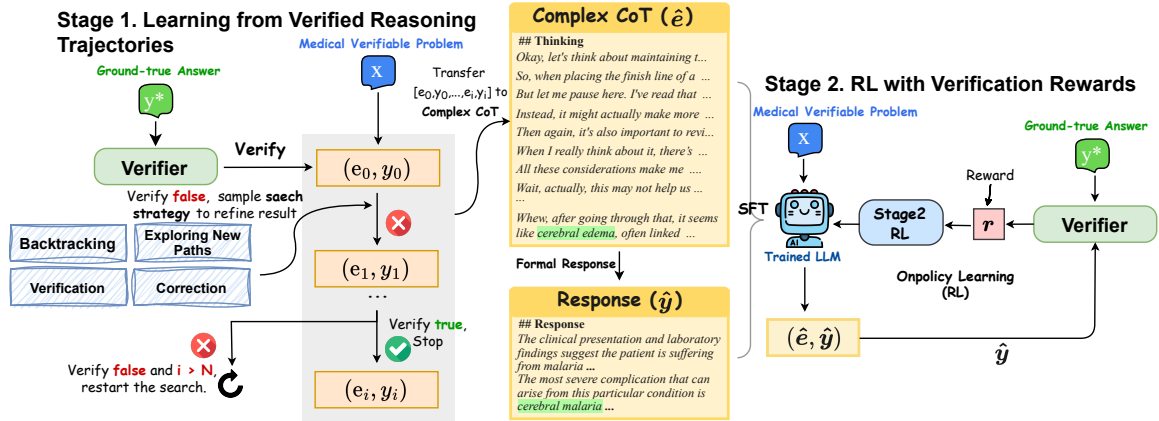 Stage 1. Learning from Verified Reasoning
Trajectories
Medical Verifiable Problem
x
Ground-true Answer
y*
Verifier
Verify
(e₀, y₀)
Verify false, sample saech
strategy to refine result
Backtracking
Exploring New
Paths
Verification
Correction
(e₁, y₁)
...
Verify true,
Stop
Verify false and i > N,
restart the search.
(eᵢ, yᵢ)
Transfer
[e₀,y₀,...,eᵢ,yᵢ] to
Complex CoT
Complex CoT (ê)
## Thinking
Okay, let's think about maintaining t...
So, when placing the finish line of a ...
But let me pause here. I've read that ...
Instead, it might actually make more ...
Then again, it's also important to revi...
When I really think about it, there's ...
All these considerations make me ....
Wait, actually, this may not help us ...
...
Whew, after going through that, it seems
like cerebral edema, often linked ...
Formal Response
Response (ŷ)
## Response
The clinical presentation and laboratory
findings suggest the patient is suffering
from malaria ...
The most severe complication that can
arise from this particular condition is
cerebral malaria ...
SFT
Stage 2. RL with Verification Rewards
Medical Verifiable Problem
x
Ground-true Answer
y*
AI
Trained LLM
Stage2
RL
Reward
r
Verifier
Onpolicy Learning
(RL)
(ê, ŷ)
ŷ